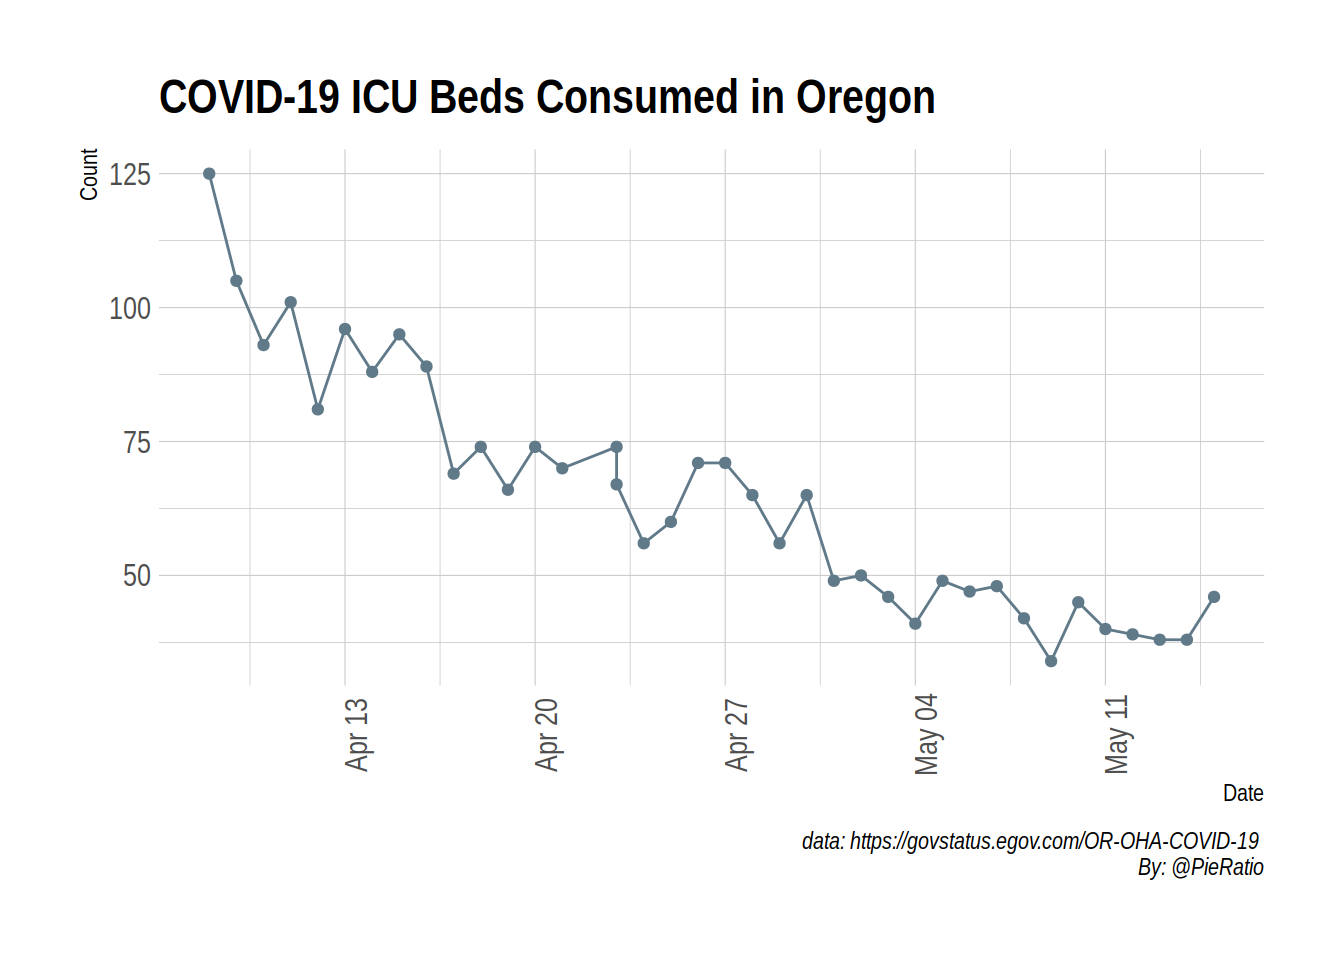 COVID-19 ICU Beds Consumed in Oregon
Count
125
100
75
50
Apr 13
Apr 20
Apr 27
May 04
May 11
Date
data: https://govstatus.egov.com/OR-OHA-COVID-19
By: @PieRatio